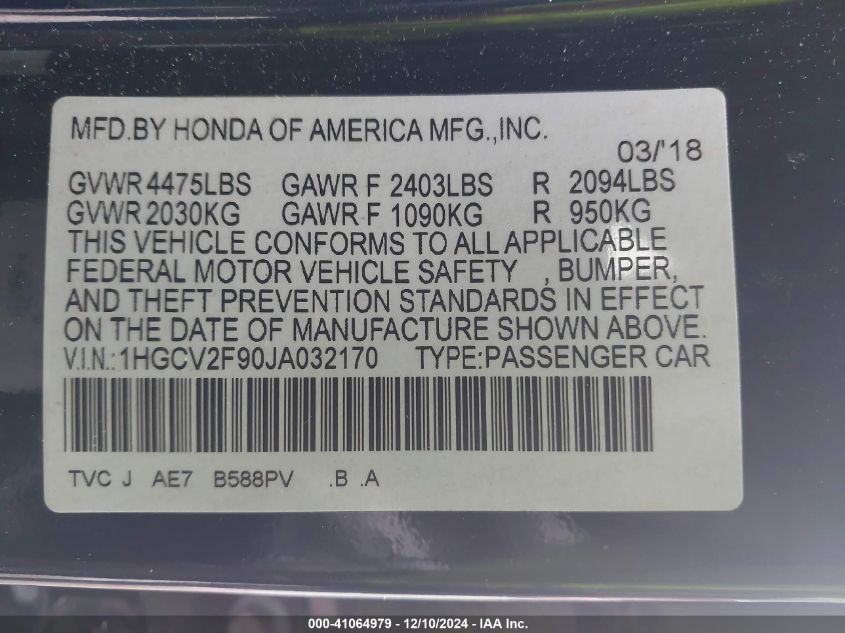 MFD.BY HONDA OF AMERICA MFG.,INC.
03/'18
GVWR 4475LBS GAWR F 2403LBS R 2094LBS
GVWR 2030KG GAWR F 1090KG R 950KG
THIS VEHICLE CONFORMS TO ALL APPLICABLE
FEDERAL MOTOR VEHICLE SAFETY , BUMPER,
AND THEFT PREVENTION STANDARDS IN EFFECT
ON THE DATE OF MANUFACTURE SHOWN ABOVE.
V.I.N.:1HGCV2F90JA032170 TYPE:PASSENGER CAR
TVC J AE7 B588PV .B .A
000-41064979 - 12/10/2024 - IAA Inc.